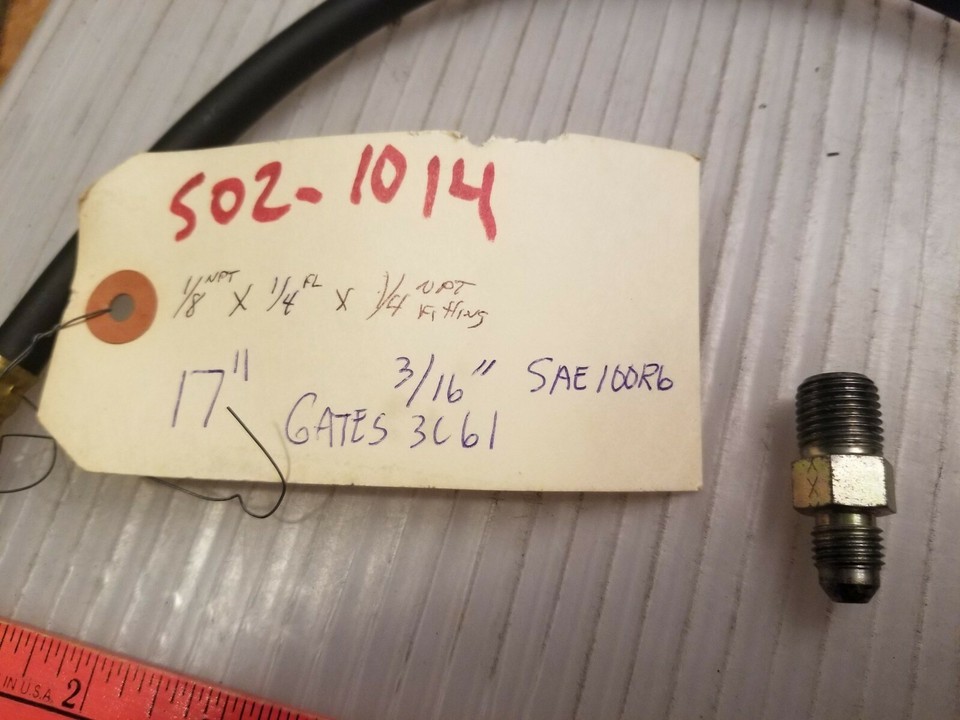 502-1014
1/8 NPT X 1/4 FL X 1/4 NPT Fitting
17" 3/16" SAE100R6
GATES 3C61
IN U.S.A. 2